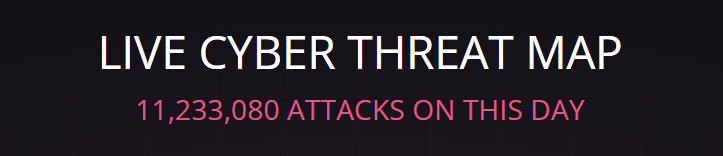 LIVE CYBER THREAT MAP
11,233,080 ATTACKS ON THIS DAY